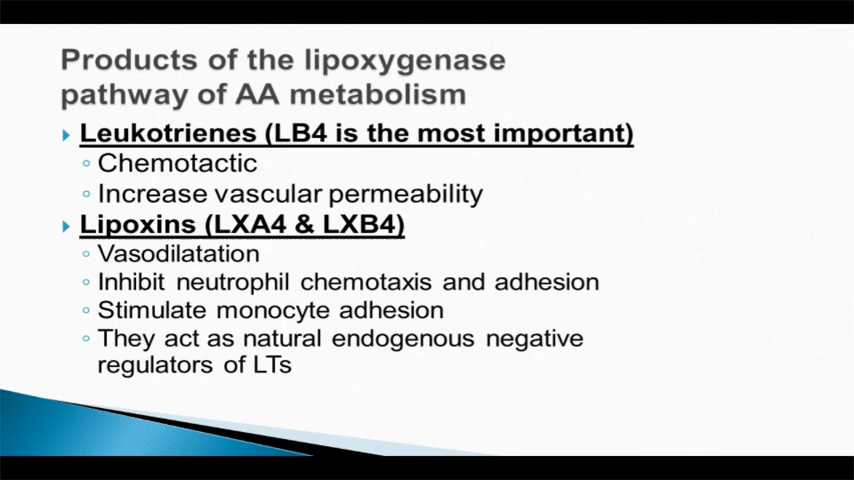 Products of the lipoxygenase
pathway of AA metabolism
Leukotrienes (LB4 is the most important)
Chemotactic
Increase vascular permeability
Lipoxins (LXA4 & LXB4)
Vasodilatation
Inhibit neutrophil chemotaxis and adhesion
Stimulate monocyte adhesion
They act as natural endogenous negative
regulators of LTs